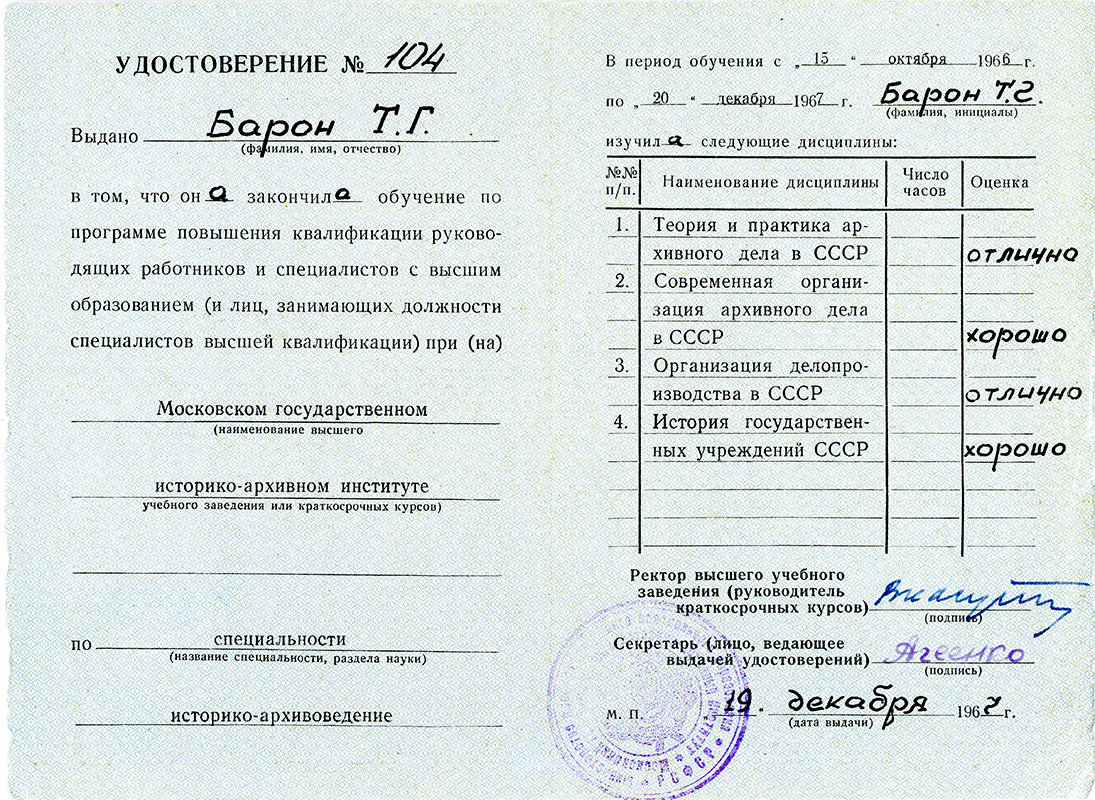 УДОСТОВЕРЕНИЕ № 104
Выдано Барон Т.Г.
(фамилия, имя, отчество)
в том, что она закончила обучение по
программе повышения квалификации руково-
дящих работников и специалистов с высшим
образованием (и лиц, занимающих должности
специалистов высшей квалификации) при (на)
Московском государственном
(наименование высшего
историко-архивном институте
учебного заведения или краткосрочных курсов)
по специальности
(название специальности, раздела науки)
историко-архивоведение
В период обучения с „15“ октября 1966 г.
по „20“ декабря 1967 г. Барон Т.Г.
(фамилия, инициалы)
изучила следующие дисциплины:
№№ п/п. Наименование дисциплины Число часов Оценка
1. Теория и практика ар-
хивного дела в СССР отлично
2. Современная органи-
зация архивного дела
в СССР хорошо
3. Организация делопро-
изводства в СССР отлично
4. История государствен-
ных учреждений СССР хорошо
Ректор высшего учебного
заведения (руководитель
краткосрочных курсов)
(подпись)
Секретарь (лицо, ведающее
выдачей удостоверений) Агеенко
(подпись)
М. П. 19. декабря 1967 г.
(дата выдачи)
РСФСР